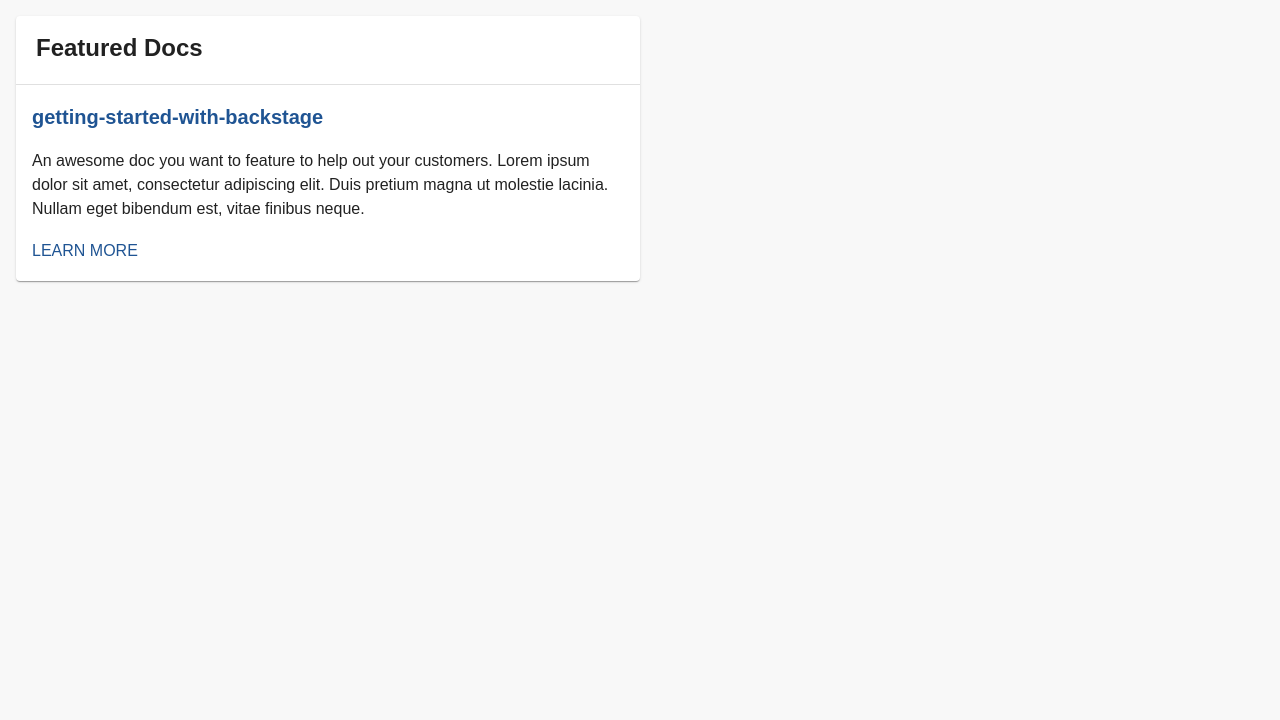 Featured Docs
getting-started-with-backstage
An awesome doc you want to feature to help out your customers. Lorem ipsum
dolor sit amet, consectetur adipiscing elit. Duis pretium magna ut molestie lacinia.
Nullam eget bibendum est, vitae finibus neque.
LEARN MORE